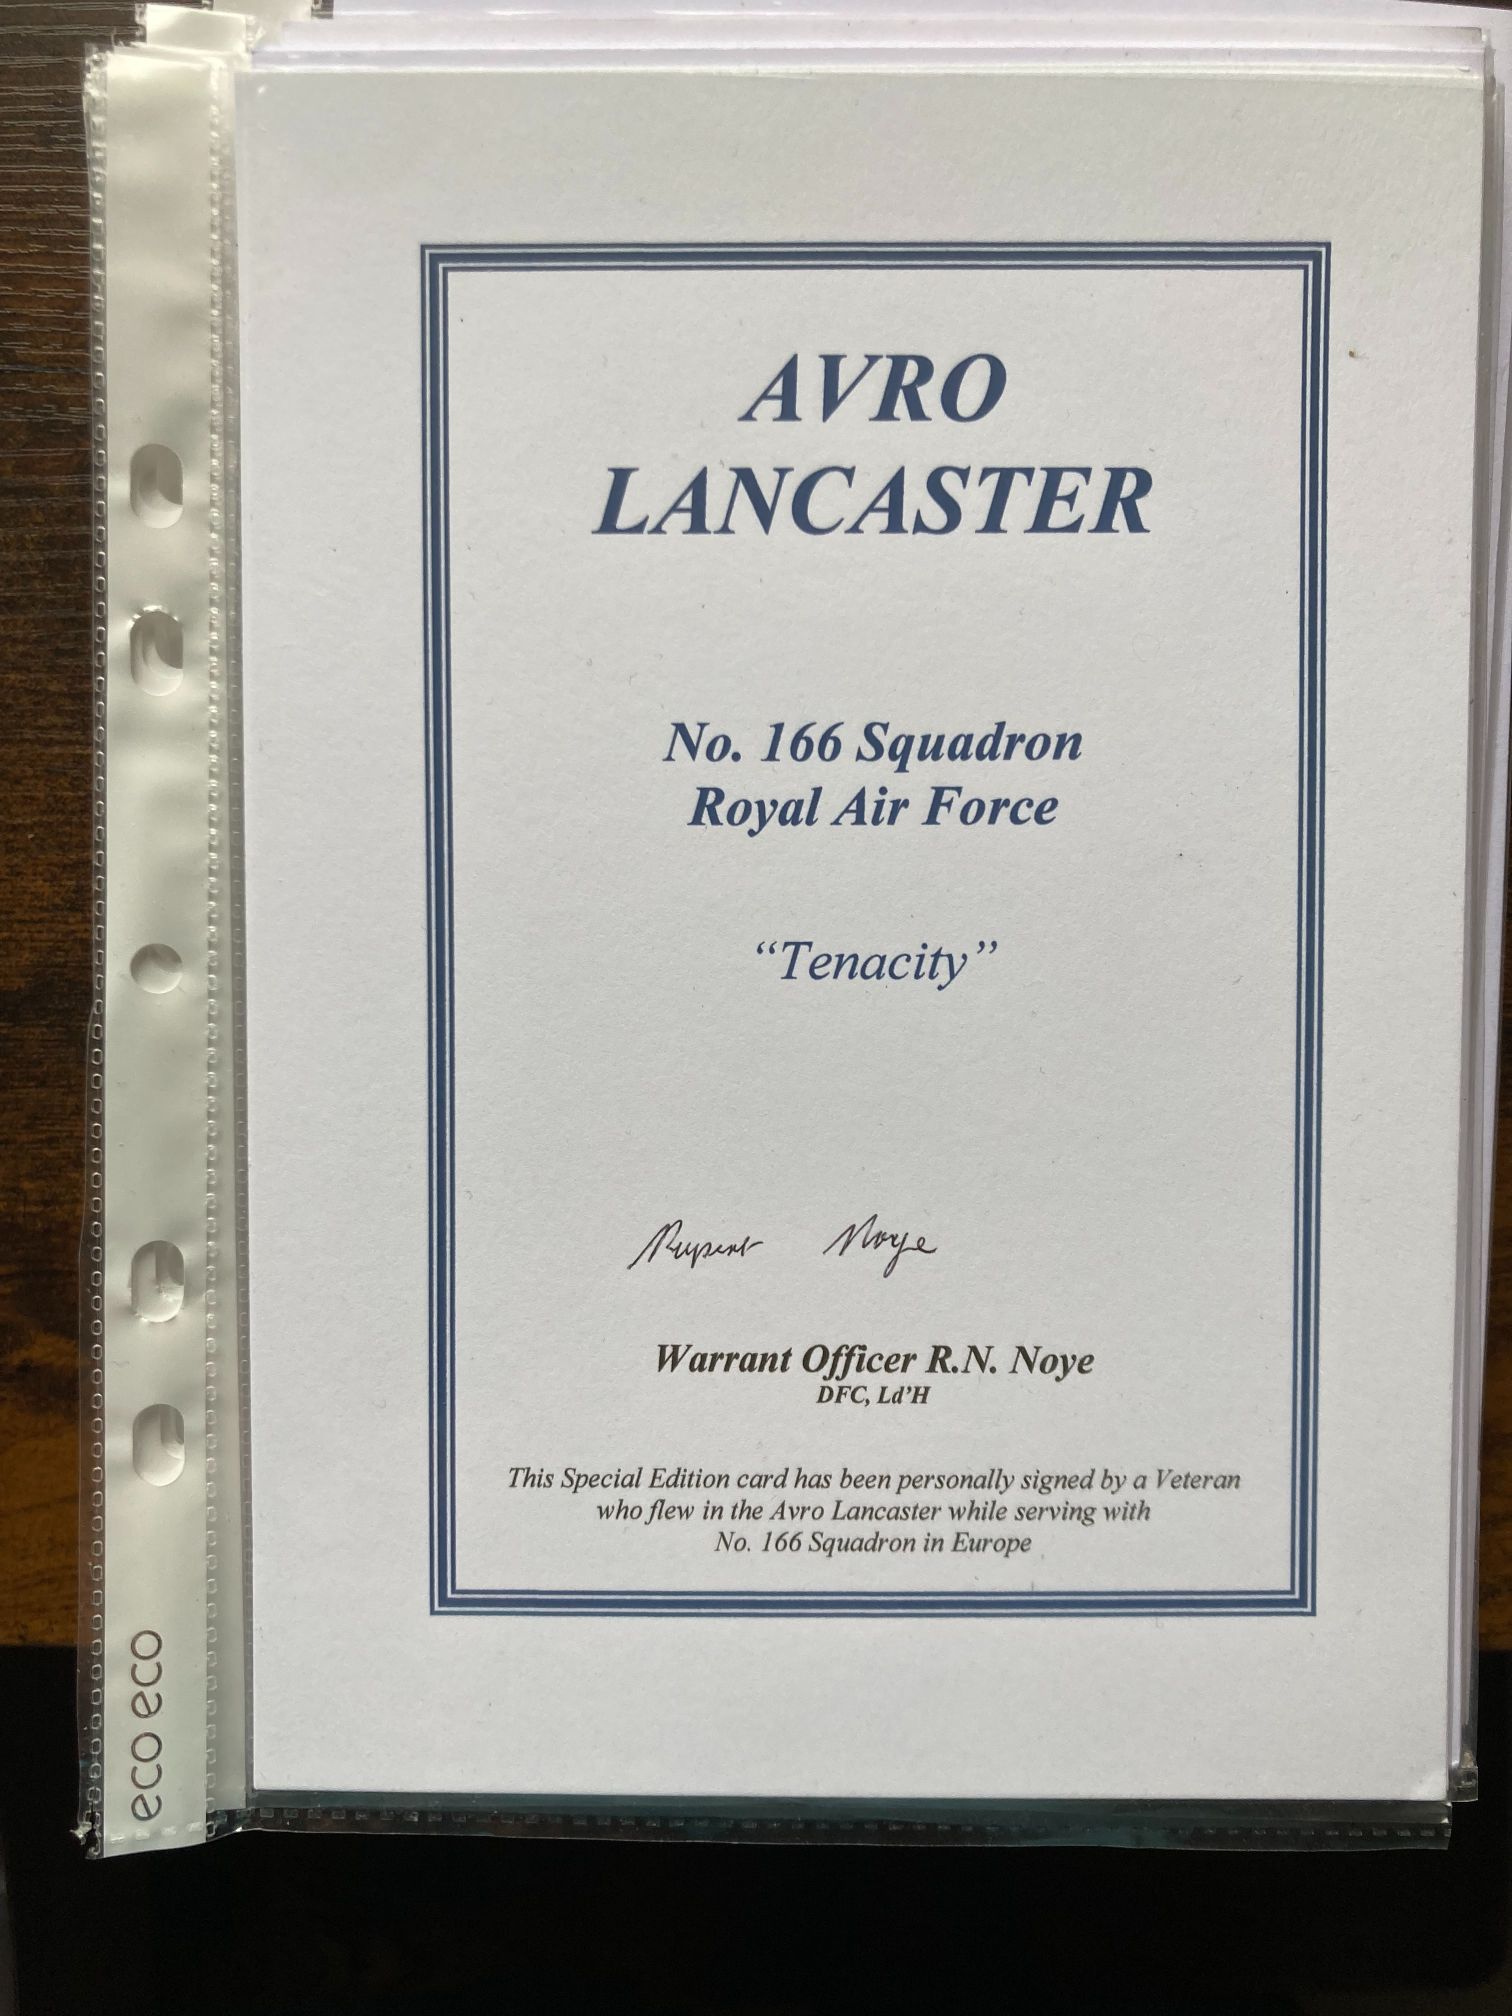 AVRO
LANCASTER
No. 166 Squadron
Royal Air Force
“Tenacity”
Rupert Noye
Warrant Officer R.N. Noye
DFC, Ld’H
This Special Edition card has been personally signed by a Veteran
who flew in the Avro Lancaster while serving with
No. 166 Squadron in Europe
eco eco